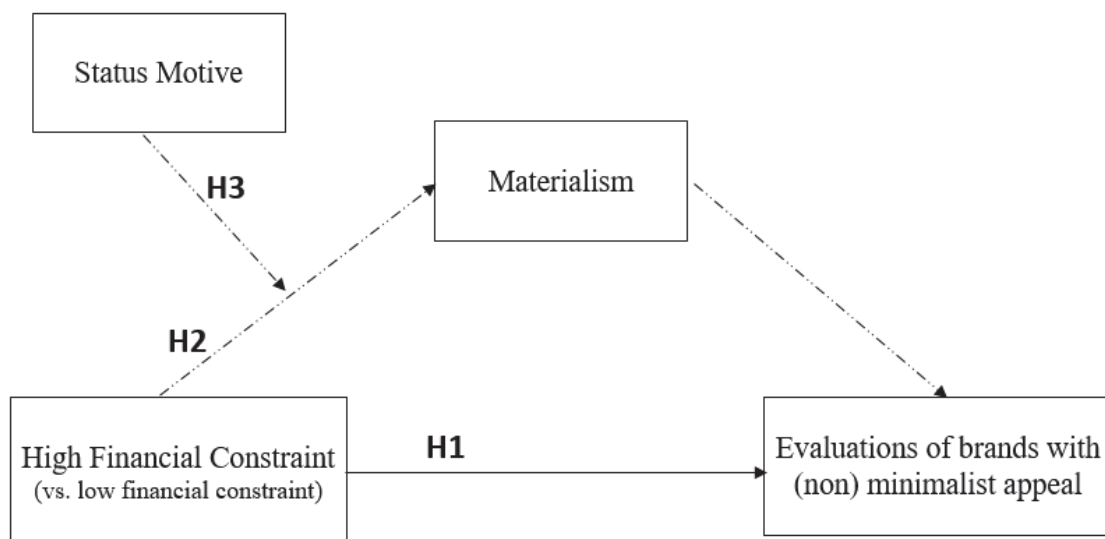 Status Motive
H3
Materialism
H2
High Financial Constraint
(vs. low financial constraint)
H1
Evaluations of brands with
(non) minimalist appeal